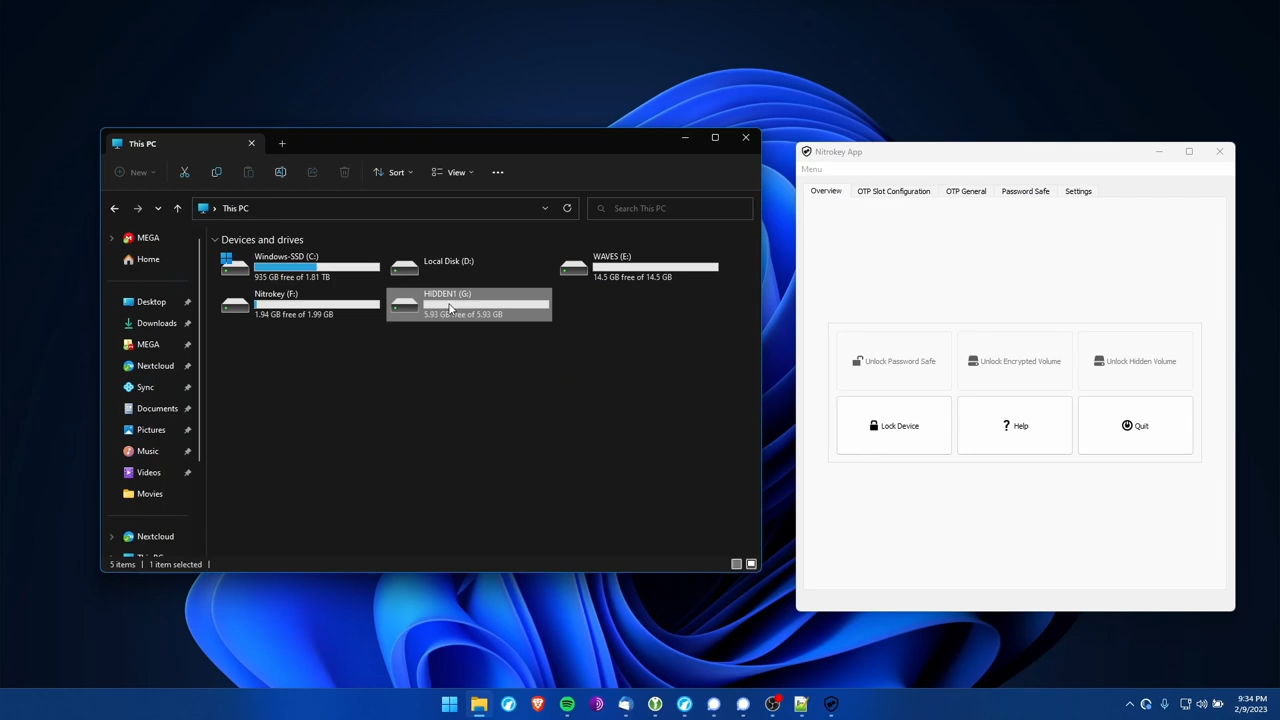 This PC
New
Sort
View
This PC
Search This PC
MEGA
Home
Desktop
Downloads
MEGA
Nextcloud
Sync
Documents
Pictures
Music
Videos
Movies
Nextcloud
This PC
Devices and drives
Windows-SSD (C:)
935 GB free of 1.81 TB
Local Disk (D:)
WAVES (E:)
14.5 GB free of 14.5 GB
Nitrokey (F:)
1.94 GB free of 1.99 GB
HIDDEN1 (G:)
5.93 GB free of 5.93 GB
5 items
1 item selected
Nitrokey App
Menu
Overview
OTP Slot Configuration
OTP General
Password Safe
Settings
Unlock Password Safe
Unlock Encrypted Volume
Unlock Hidden Volume
Lock Device
? Help
Quit
9:34 PM
2/9/2023